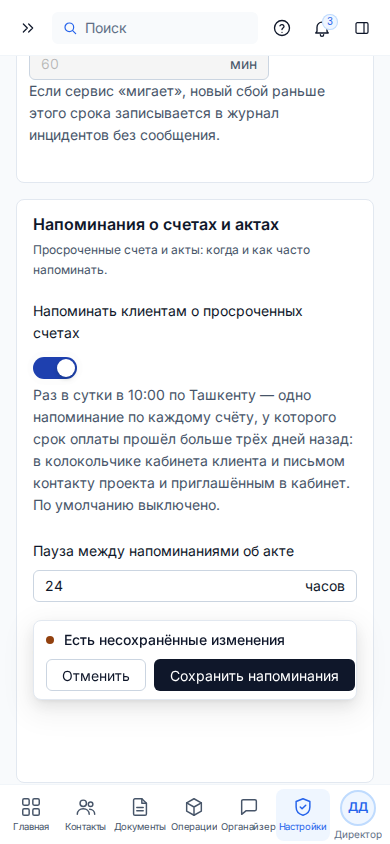 Поиск
3
60 мин
Если сервис «мигает», новый сбой раньше
этого срока записывается в журнал
инцидентов без сообщения.
Напоминания о счетах и актах
Просроченные счета и акты: когда и как часто
напоминать.
Напоминать клиентам о просроченных
счетах
Раз в сутки в 10:00 по Ташкенту — одно
напоминание по каждому счёту, у которого
срок оплаты прошёл больше трёх дней назад:
в колокольчике кабинета клиента и письмом
контакту проекта и приглашённым в кабинет.
По умолчанию выключено.
Пауза между напоминаниями об акте
24 часов
Есть несохранённые изменения
Отменить Сохранить напоминания
Главная Контакты Документы Операции Органайзер Настройки
ДД
Директор